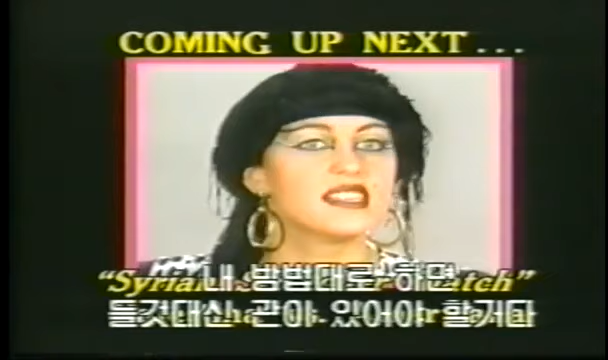 COMING UP NEXT...
“Syrian
내 방법대로 하면
들것대신 관이 있어야 할거다